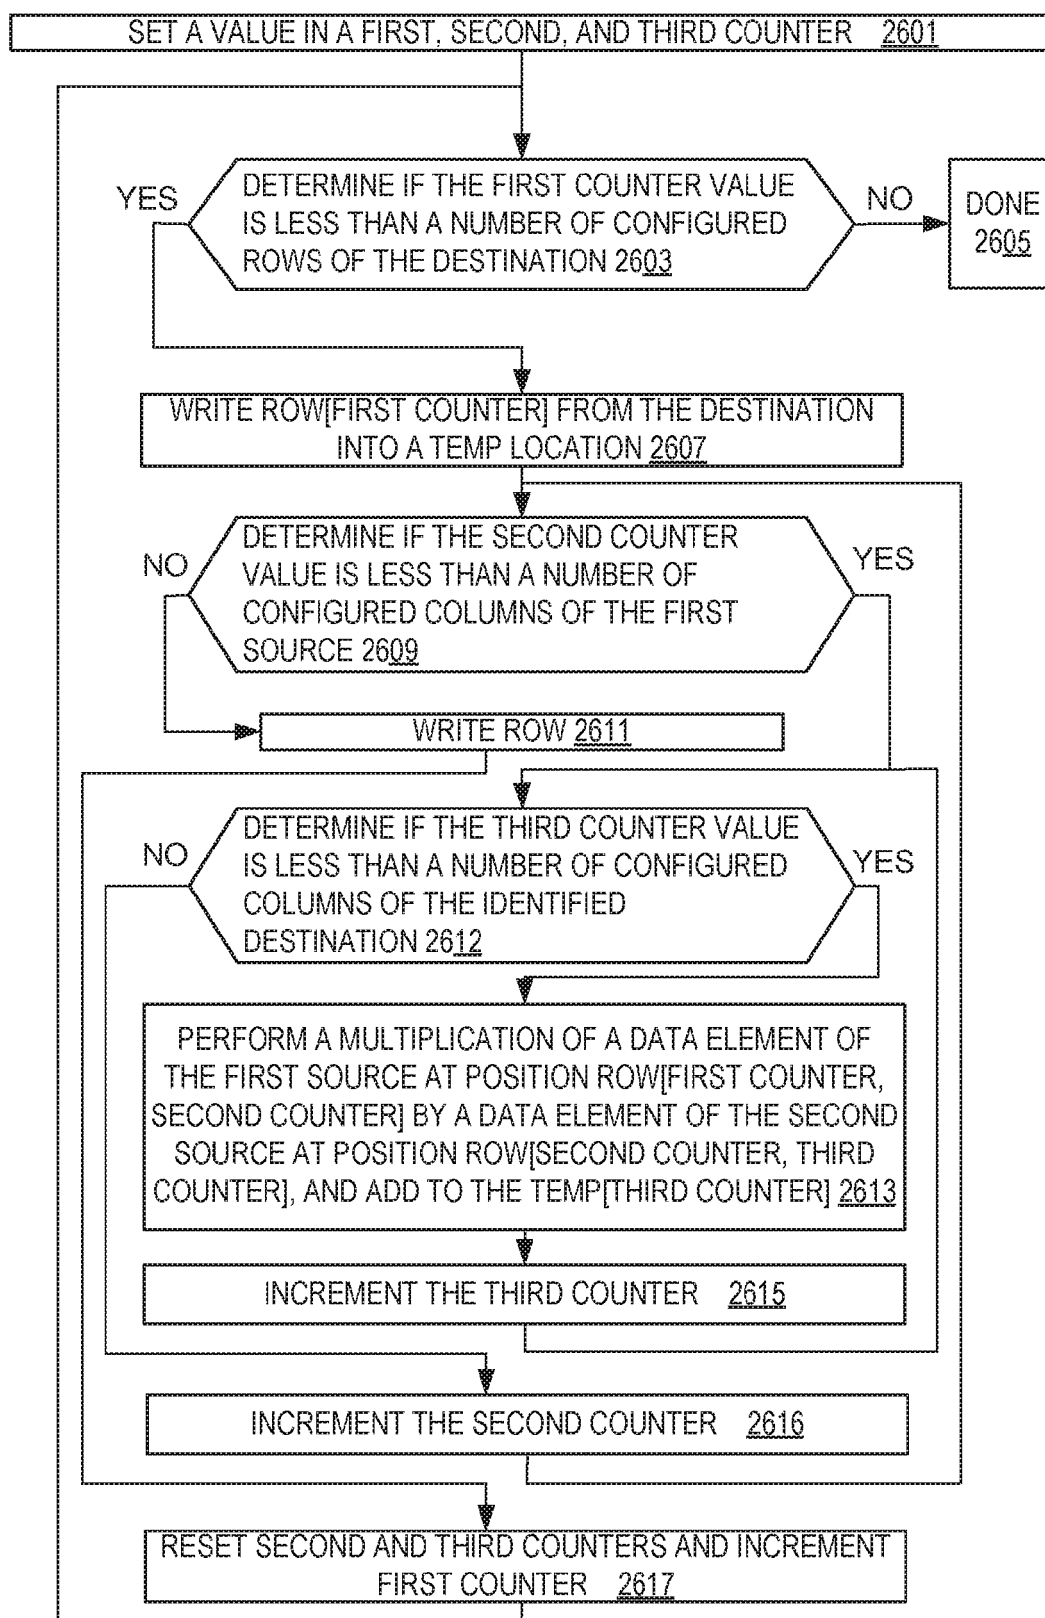 SET A VALUE IN A FIRST, SECOND, AND THIRD COUNTER 2601
YES
DETERMINE IF THE FIRST COUNTER VALUE
IS LESS THAN A NUMBER OF CONFIGURED
ROWS OF THE DESTINATION 2603
NO
DONE
2605
WRITE ROW[FIRST COUNTER] FROM THE DESTINATION
INTO A TEMP LOCATION 2607
NO
DETERMINE IF THE SECOND COUNTER
VALUE IS LESS THAN A NUMBER OF
CONFIGURED COLUMNS OF THE FIRST
SOURCE 2609
YES
WRITE ROW 2611
NO
DETERMINE IF THE THIRD COUNTER VALUE
IS LESS THAN A NUMBER OF CONFIGURED
COLUMNS OF THE IDENTIFIED
DESTINATION 2612
YES
PERFORM A MULTIPLICATION OF A DATA ELEMENT OF
THE FIRST SOURCE AT POSITION ROW[FIRST COUNTER,
SECOND COUNTER] BY A DATA ELEMENT OF THE SECOND
SOURCE AT POSITION ROW[SECOND COUNTER, THIRD
COUNTER], AND ADD TO THE TEMP[THIRD COUNTER] 2613
INCREMENT THE THIRD COUNTER 2615
INCREMENT THE SECOND COUNTER 2616
RESET SECOND AND THIRD COUNTERS AND INCREMENT
FIRST COUNTER 2617